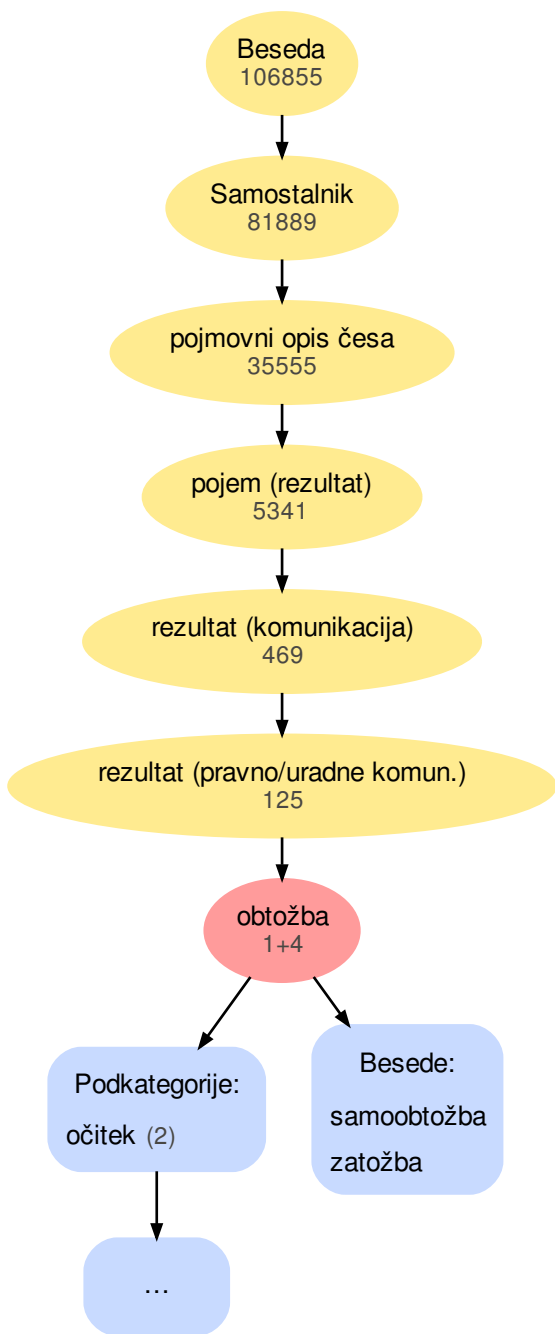 Beseda
106855
Samostalnik
81889
pojmovni opis česa
35555
pojem (rezultat)
5341
rezultat (komunikacija)
469
rezultat (pravno/uradne komun.)
125
obtožba
1+4
Podkategorije:
očitek (2)
Besede:
samoobtožba
zatožba
...